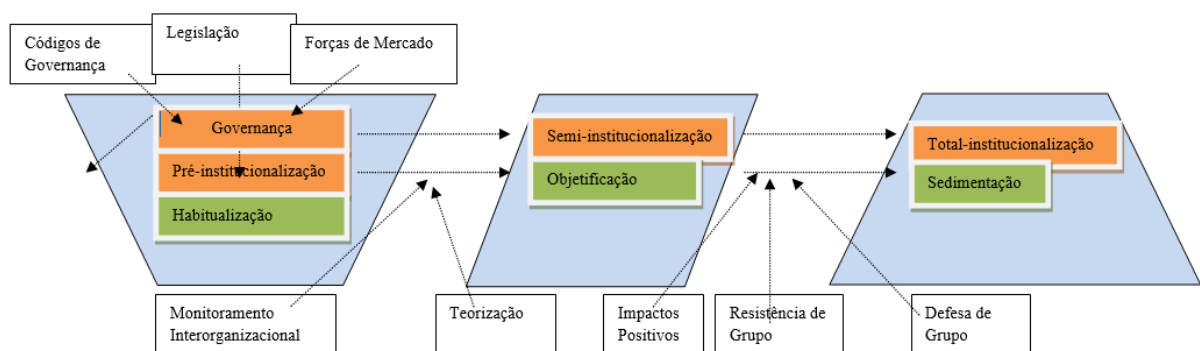 Códigos de
Governança
Legislação
Forças de Mercado
Governança
Pré-institucionalização
Habitualização
Semi-institucionalização
Objetificação
Total-institucionalização
Sedimentação
Monitoramento
Interorganizacional
Teorização
Impactos
Positivos
Resistência de
Grupo
Defesa de
Grupo